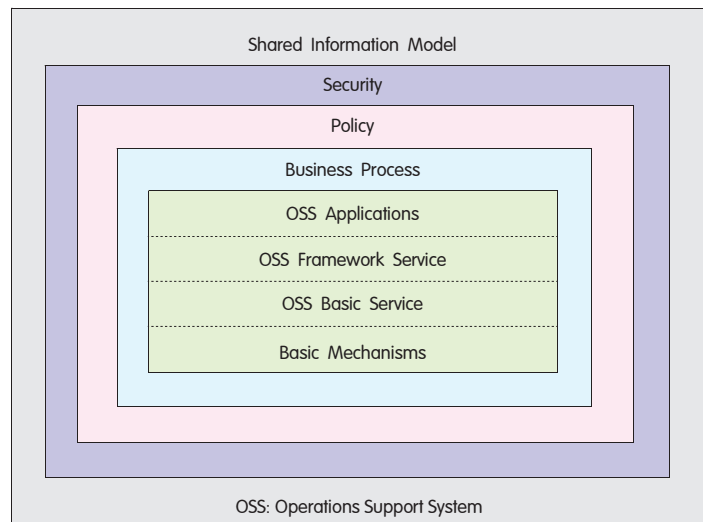 Shared Information Model
Security
Policy
Business Process
OSS Applications
OSS Framework Service
OSS Basic Service
Basic Mechanisms
OSS: Operations Support System